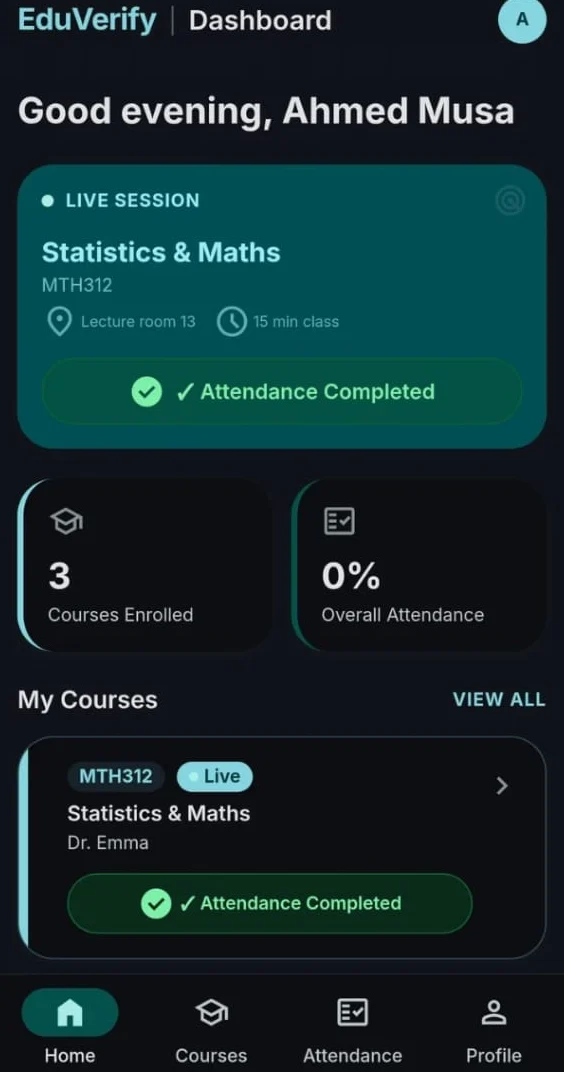 EduVerify | Dashboard
A
Good evening, Ahmed Musa
LIVE SESSION
Statistics & Maths
MTH312
Lecture room 13 15 min class
✓ Attendance Completed
3
Courses Enrolled
0%
Overall Attendance
My Courses
VIEW ALL
MTH312 Live
Statistics & Maths
Dr. Emma
✓ Attendance Completed
Home Courses Attendance Profile